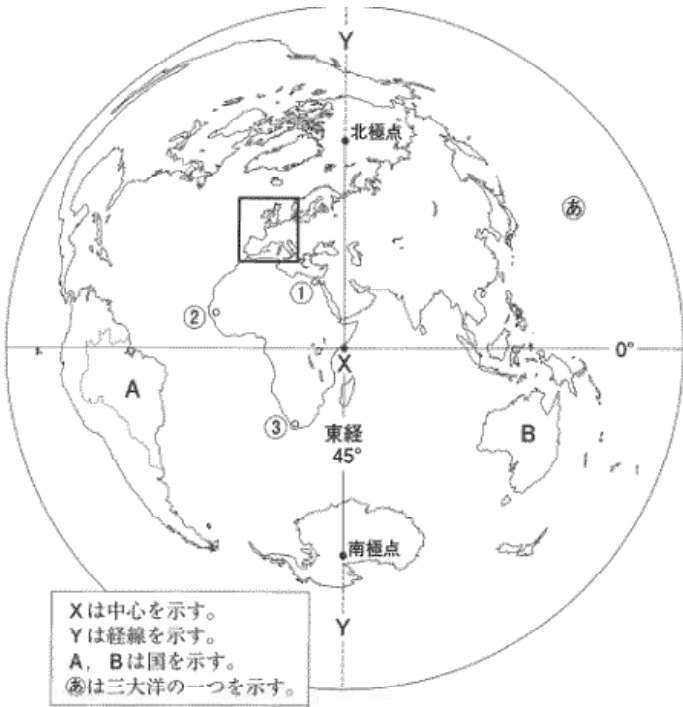 Y
北極点
あ
①
②
X
0°
A
③
東経
45°
B
南極点
Y
Xは中心を示す。
Yは経線を示す。
A，Bは国を示す。
あは三大洋の一つを示す。